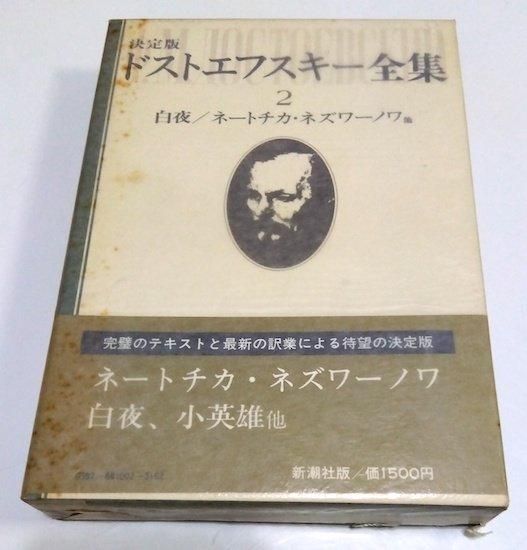 決定版
ДОСТОЕВСКИЙ
ドストエフスキー全集
2
白夜／ネートチカ・ネズワーノワ他
完璧のテキストと最新の訳業による待望の決定版
ネートチカ・ネズワーノワ
白夜、小英雄他
新潮社版／価1500円